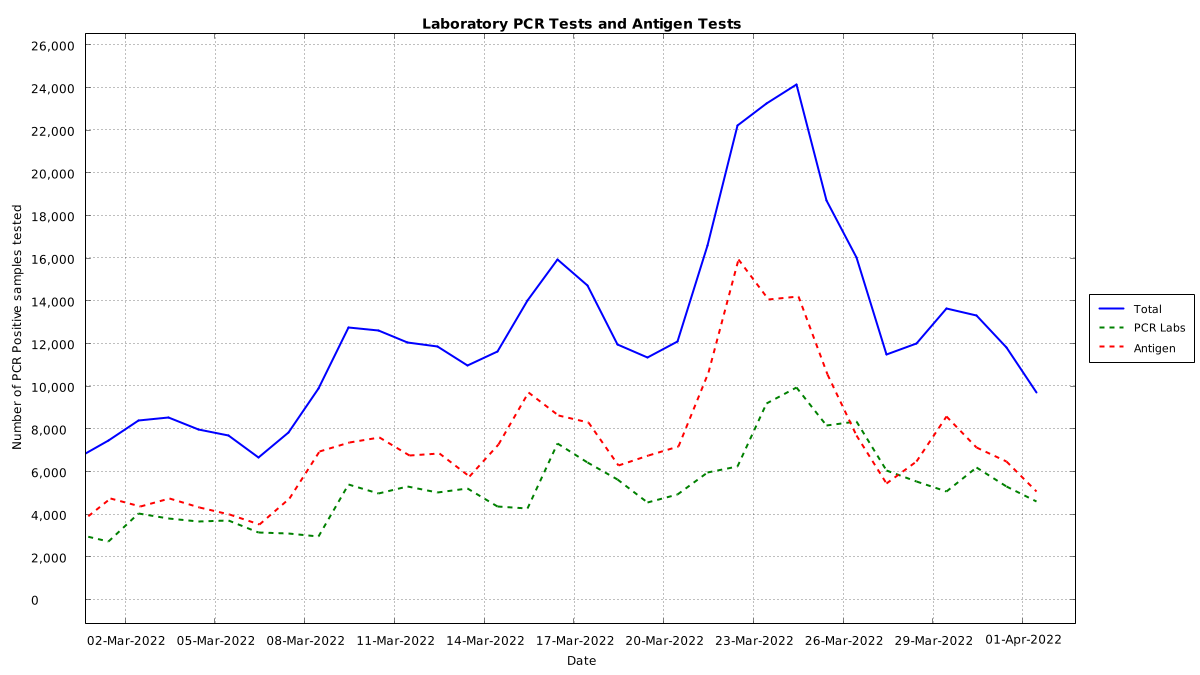 Laboratory PCR Tests and Antigen Tests
26,000
24,000
22,000
20,000
18,000
16,000
14,000
12,000
10,000
8,000
6,000
4,000
2,000
0
Number of PCR Positive samples tested
02-Mar-2022 05-Mar-2022 08-Mar-2022 11-Mar-2022 14-Mar-2022 17-Mar-2022 20-Mar-2022 23-Mar-2022 26-Mar-2022 29-Mar-2022 01-Apr-2022
Date
Total
PCR Labs
Antigen